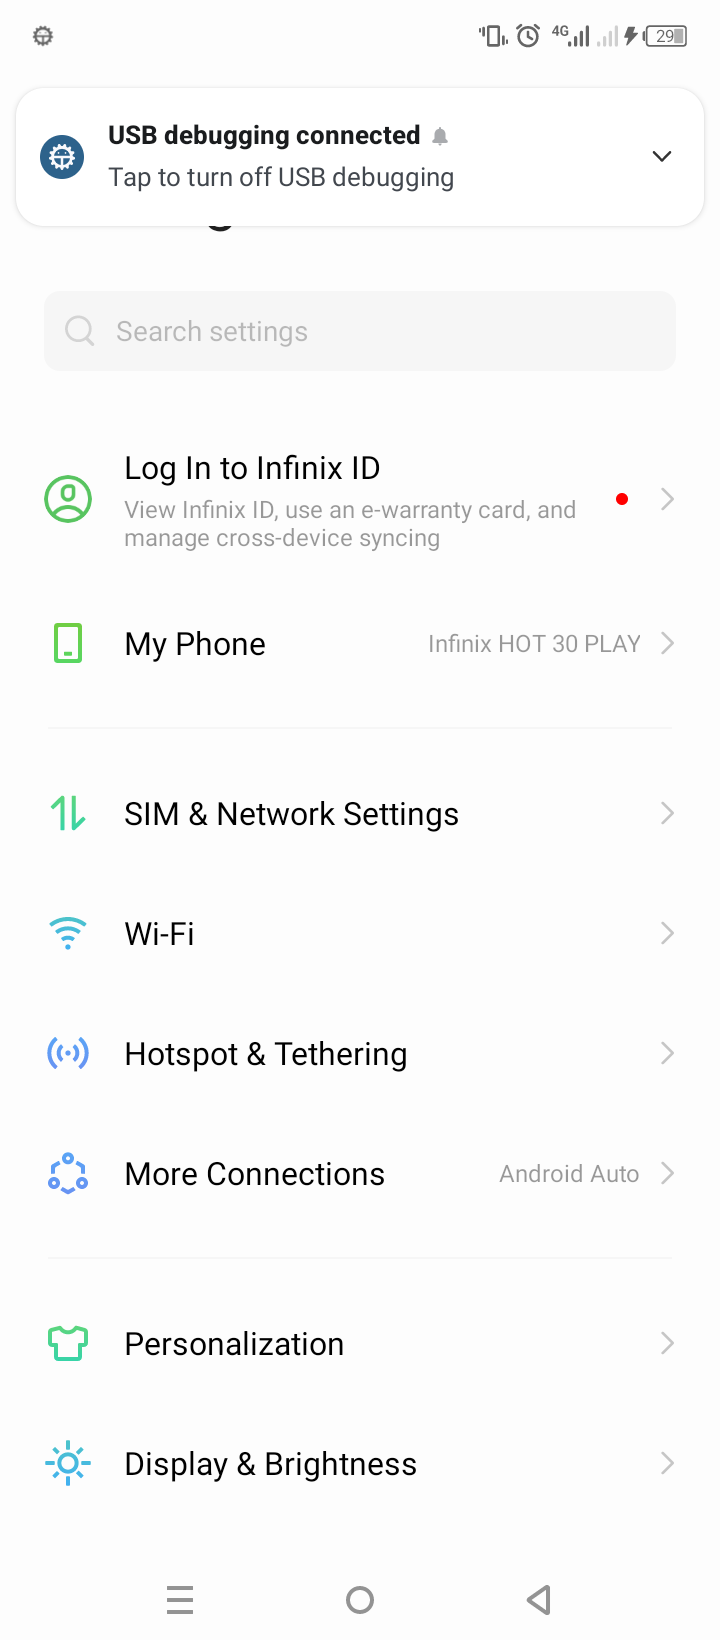 4G
29
USB debugging connected
Tap to turn off USB debugging
Search settings
Log In to Infinix ID
View Infinix ID, use an e-warranty card, and
manage cross-device syncing
My Phone
Infinix HOT 30 PLAY
SIM & Network Settings
Wi-Fi
Hotspot & Tethering
More Connections
Android Auto
Personalization
Display & Brightness